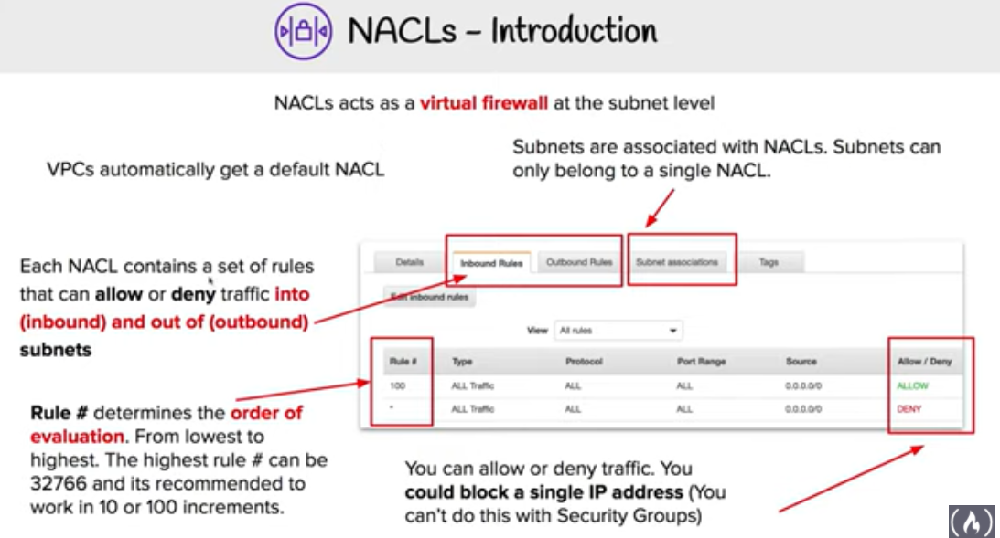 NACLs – Introduction
NACLs acts as a virtual firewall at the subnet level
VPCs automatically get a default NACL
Subnets are associated with NACLs. Subnets can
only belong to a single NACL.
Each NACL contains a set of rules
that can allow or deny traffic into
(inbound) and out of (outbound)
subnets
Rule # determines the order of
evaluation. From lowest to
highest. The highest rule # can be
32766 and its recommended to
work in 10 or 100 increments.
Details Inbound Rules Outbound Rules Subnet associations Tags
Edit inbound rules
View All rules
Rule # Type Protocol Port Range Source Allow / Deny
100 ALL Traffic ALL ALL 0.0.0.0/0 ALLOW
* ALL Traffic ALL ALL 0.0.0.0/0 DENY
You can allow or deny traffic. You
could block a single IP address (You
can't do this with Security Groups)